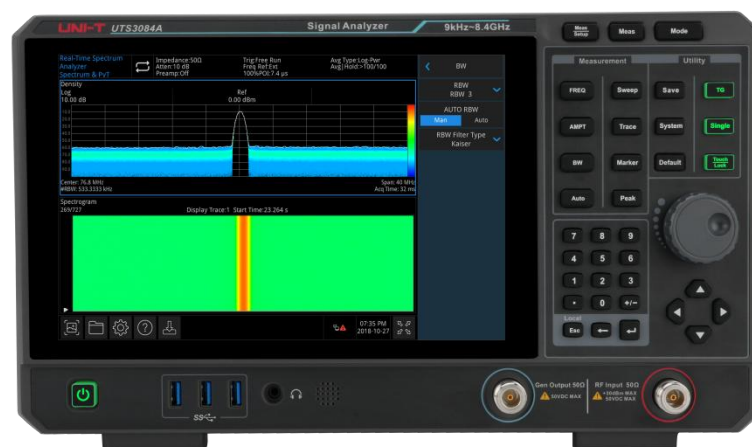 UNI-T UTS3084A Signal Analyzer 9kHz~8.4GHz
Real-Time Spectrum
Analyzer
Spectrum & PvT
Impedance:50Ω
Atten:10 dB
Preamp:Off
Trig:Free Run
Freq Ref:Ext
100%POI:7.4 μs
Avg Type:Log-Pwr
Avg|Hold:>100/100
Density
Log
10.00 dB
Ref
0.00 dBm
Center: 76.8 MHz
#RBW: 533.3333 kHz
Span: 40 MHz
Acq Time: 32 ms
Spectrogram
269/727
Display Trace:1 Start Time:23.264 s
07:35 PM
2018-10-27
BW
RBW
RBW 3
AUTO RBW
Man Auto
RBW Filter Type
Kaiser
Meas
Setup
Meas
Mode
Measurement
Utility
FREQ
Sweep
Save
TG
AMPT
Trace
System
Single
BW
Marker
Default
Touch
Lock
Auto
Peak
7 8 9
4 5 6
1 2 3
. 0 +/−
Local
Esc
SS
Gen Output 50Ω
50VDC MAX
RF Input 50Ω
+30dBm MAX
50VDC MAX